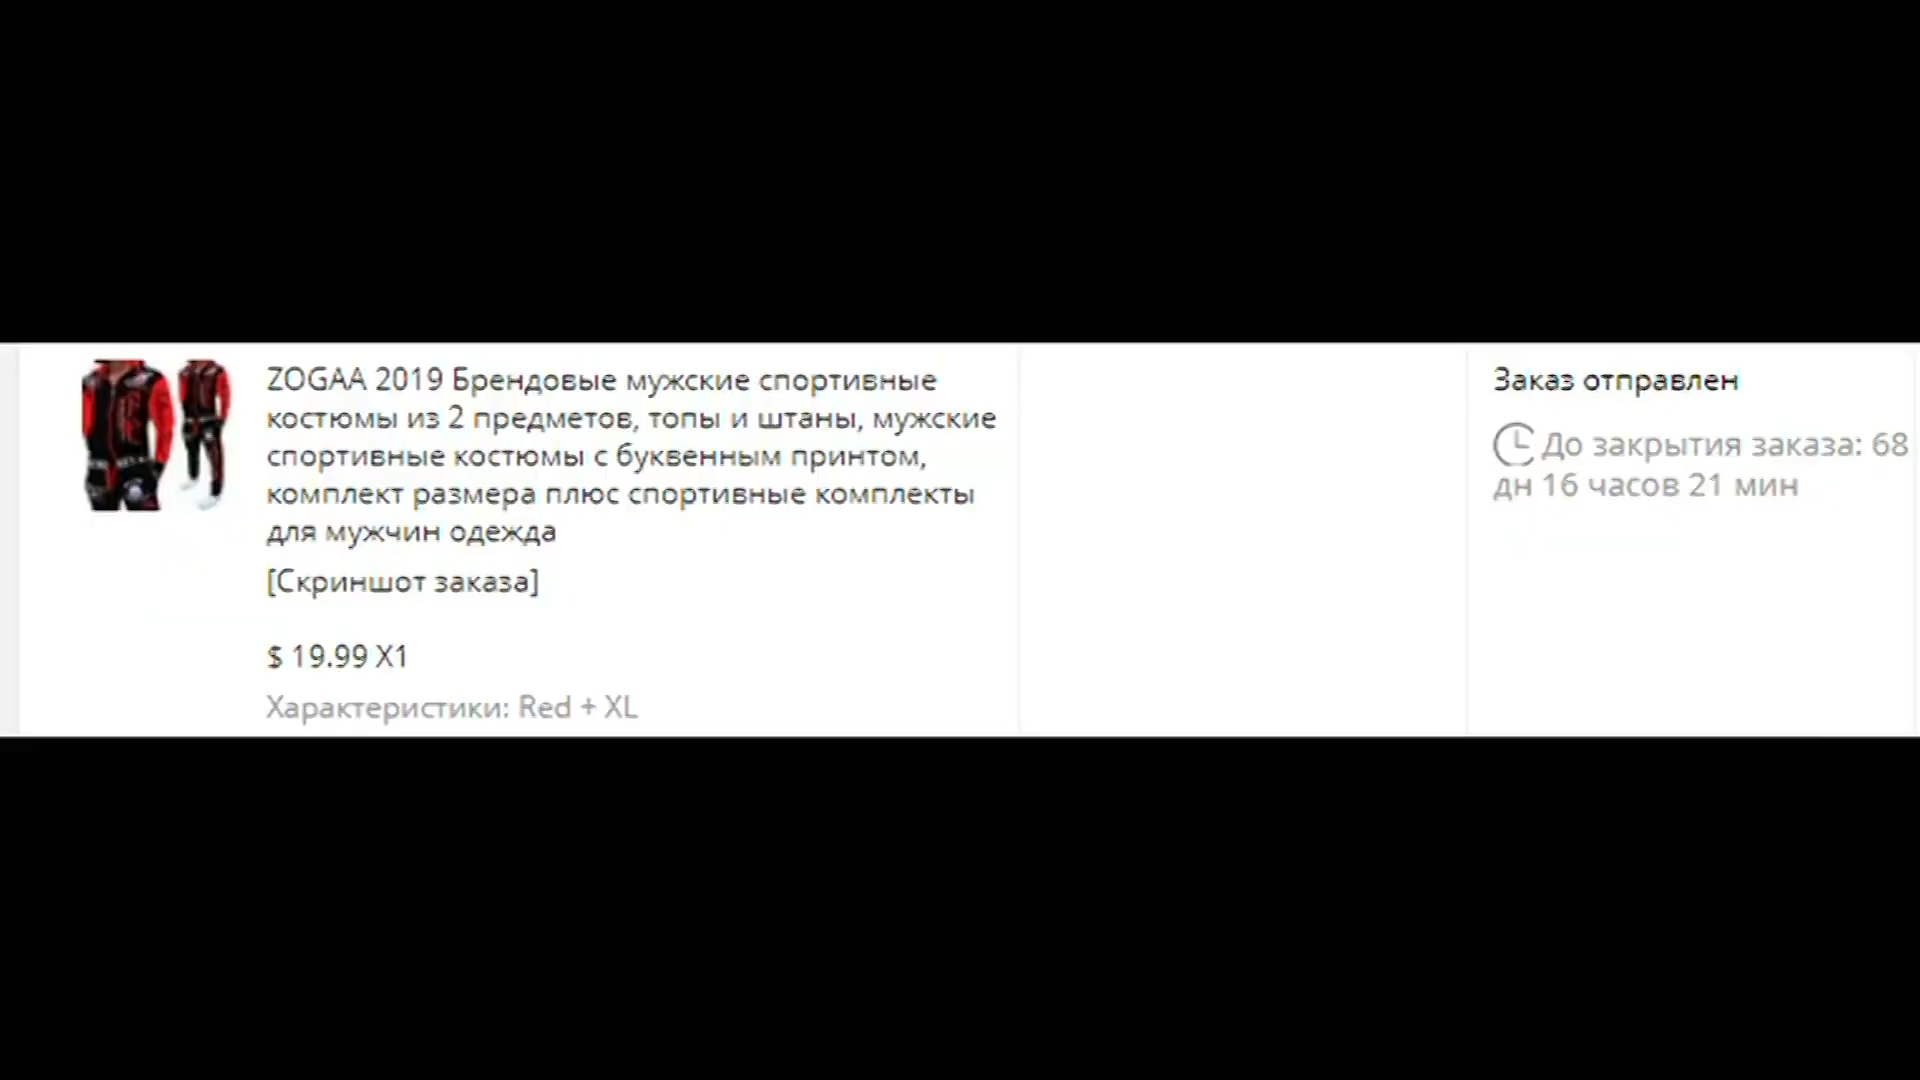 ZOGAA 2019 Брендовые мужские спортивные
костюмы из 2 предметов, топы и штаны, мужские
спортивные костюмы с буквенным принтом,
комплект размера плюс спортивные комплекты
для мужчин одежда
[Скриншот заказа]
$ 19.99 X1
Характеристики: Red + XL
Заказ отправлен
До закрытия заказа: 68
дн 16 часов 21 мин